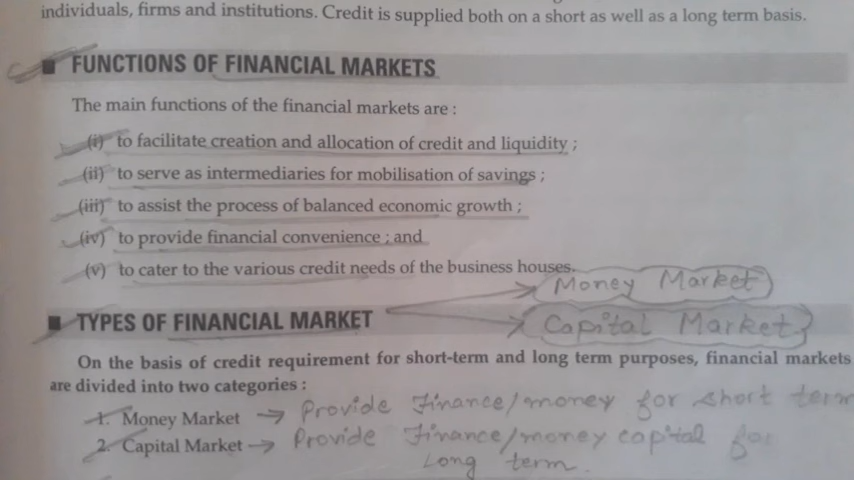 individuals, firms and institutions. Credit is supplied both on a short as well as a long term basis.
■ FUNCTIONS OF FINANCIAL MARKETS
The main functions of the financial markets are :
(i) to facilitate creation and allocation of credit and liquidity ;
(ii) to serve as intermediaries for mobilisation of savings ;
(iii) to assist the process of balanced economic growth ;
(iv) to provide financial convenience ; and
(v) to cater to the various credit needs of the business houses.
Money Market
■ TYPES OF FINANCIAL MARKET
Capital Market
On the basis of credit requirement for short-term and long term purposes, financial markets
are divided into two categories :
1. Money Market → Provide Finance/money for short term
2. Capital Market → Provide Finance/money capital for
Long term.